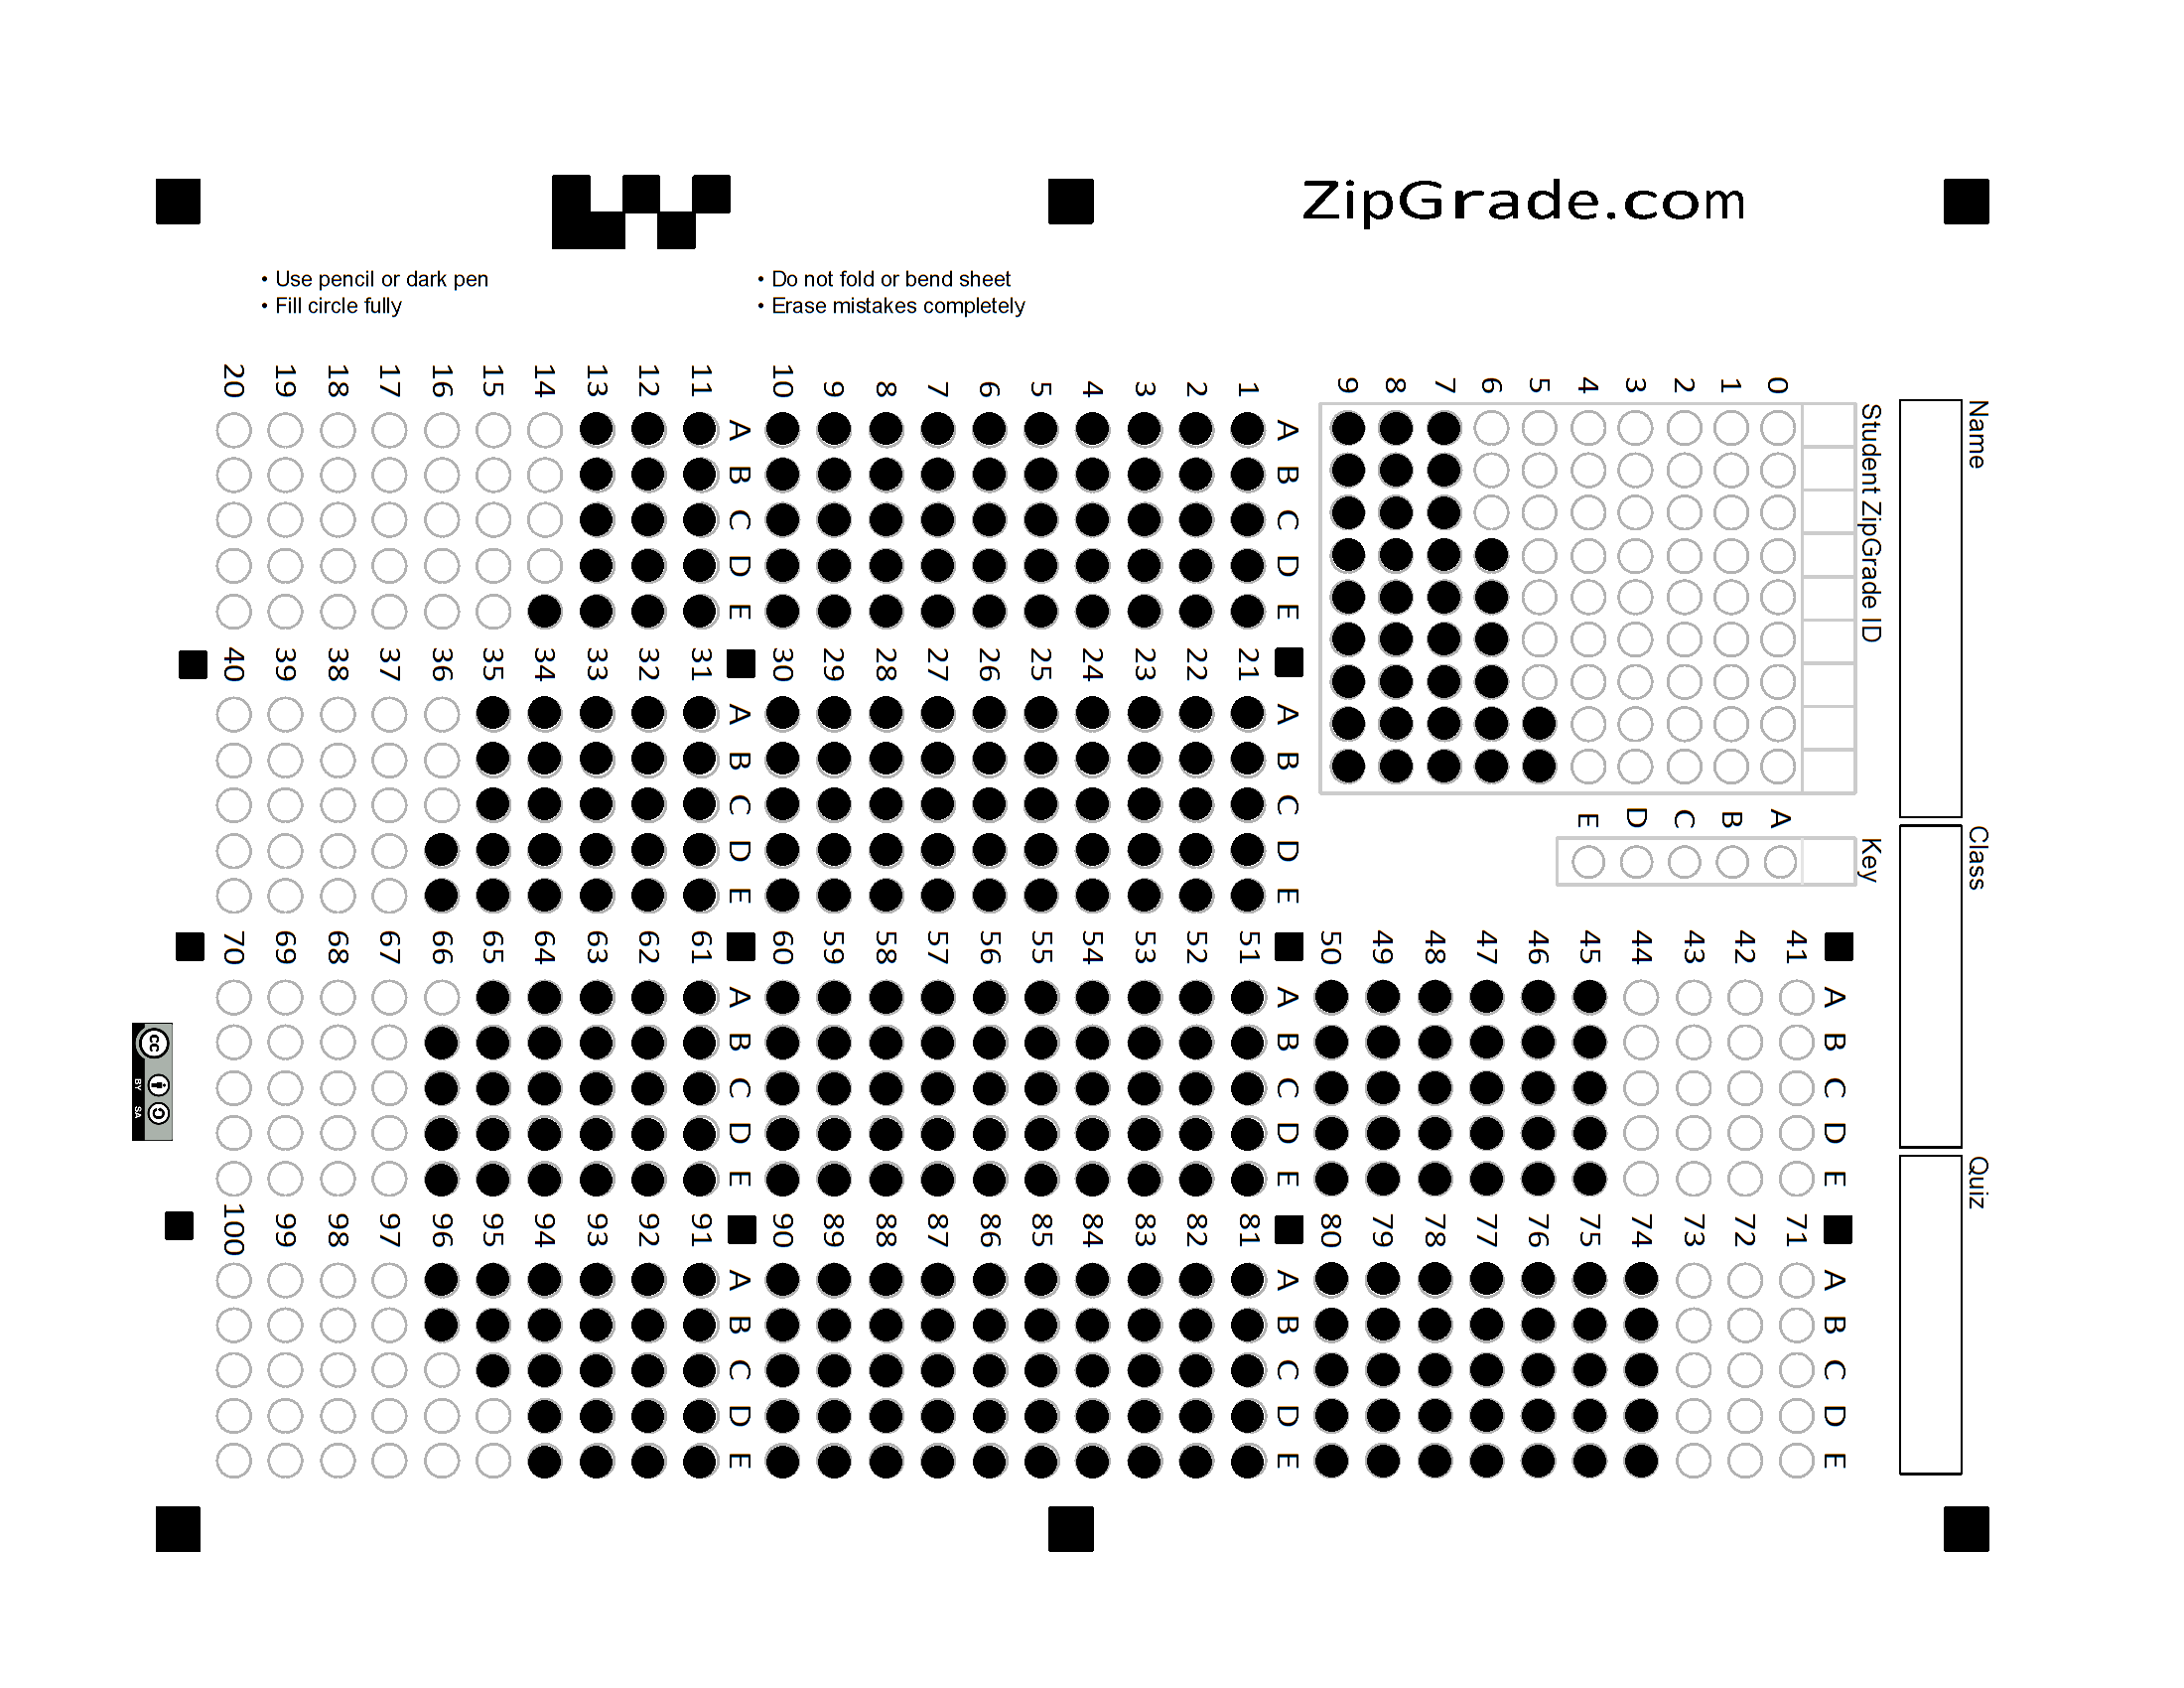 ZipGrade.com
• Use pencil or dark pen
• Fill circle fully
• Do not fold or bend sheet
• Erase mistakes completely
Name
Class
Quiz
Student ZipGrade ID
0 1 2 3 4 5 6 7 8 9
Key
A B C D E
A B C D E
1 2 3 4 5 6 7 8 9 10
A B C D E
11 12 13 14 15 16 17 18 19 20
A B C D E
21 22 23 24 25 26 27 28 29 30
A B C D E
31 32 33 34 35 36 37 38 39 40
A B C D E
41 42 43 44 45 46 47 48 49 50
A B C D E
51 52 53 54 55 56 57 58 59 60
A B C D E
61 62 63 64 65 66 67 68 69 70
A B C D E
71 72 73 74 75 76 77 78 79 80
A B C D E
81 82 83 84 85 86 87 88 89 90
A B C D E
91 92 93 94 95 96 97 98 99 100
cc
BY SA